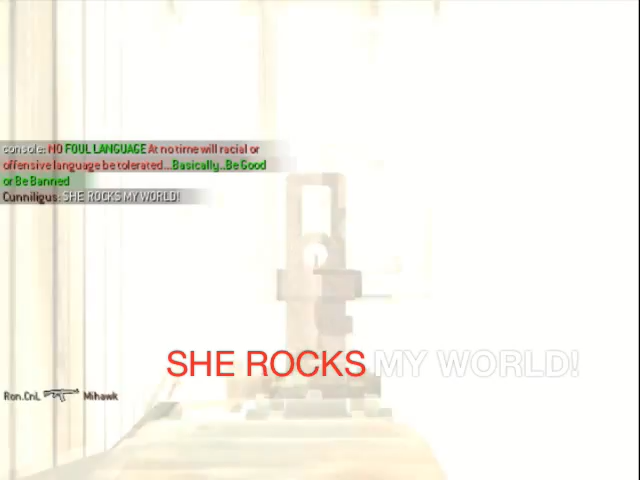 console: NO FOUL LANGUAGE At no time will racial or
offensive language be tolerated...Basically..Be Good
or Be Banned
Cunniligus: SHE ROCKS MY WORLD!
SHE ROCKS MY WORLD!
Ron.CnL Mihawk